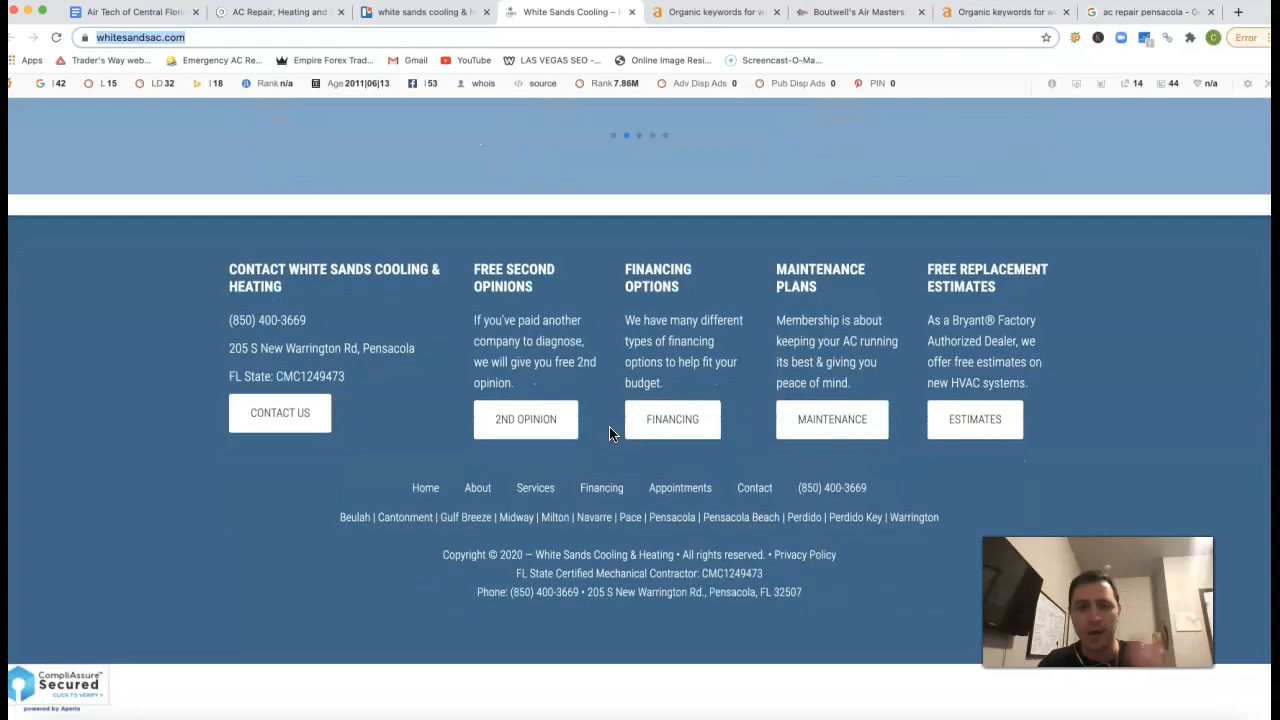 Air Tech of Central Flori
AC Repair, Heating and
white sands cooling & h
White Sands Cooling –
Organic keywords for w
Boutwell's Air Masters
Organic keywords for w
ac repair pensacola - G
whitesandsac.com
Error
Apps
Trader's Way web...
Emergency AC Re...
Empire Forex Trad...
Gmail
YouTube
LAS VEGAS SEO -...
Online Image Resi...
Screencast-O-Ma...
I 42
L 15
LD 32
I 18
Rank n/a
Age 2011|06|13
I 53
whois
source
Rank 7.86M
Adv Disp Ads 0
Pub Disp Ads 0
PIN 0
14
44
n/a
CONTACT WHITE SANDS COOLING &
HEATING
(850) 400-3669
205 S New Warrington Rd, Pensacola
FL State: CMC1249473
CONTACT US
FREE SECOND
OPINIONS
If you've paid another
company to diagnose,
we will give you free 2nd
opinion.
2ND OPINION
FINANCING
OPTIONS
We have many different
types of financing
options to help fit your
budget.
FINANCING
MAINTENANCE
PLANS
Membership is about
keeping your AC running
its best & giving you
peace of mind.
MAINTENANCE
FREE REPLACEMENT
ESTIMATES
As a Bryant® Factory
Authorized Dealer, we
offer free estimates on
new HVAC systems.
ESTIMATES
Home About Services Financing Appointments Contact (850) 400-3669
Beulah | Cantonment | Gulf Breeze | Midway | Milton | Navarre | Pace | Pensacola | Pensacola Beach | Perdido | Perdido Key | Warrington
Copyright © 2020 — White Sands Cooling & Heating • All rights reserved. • Privacy Policy
FL State Certified Mechanical Contractor: CMC1249473
Phone: (850) 400-3669 • 205 S New Warrington Rd., Pensacola, FL 32507
CompliAssure™
Secured
CLICK TO VERIFY >
powered by Aperia